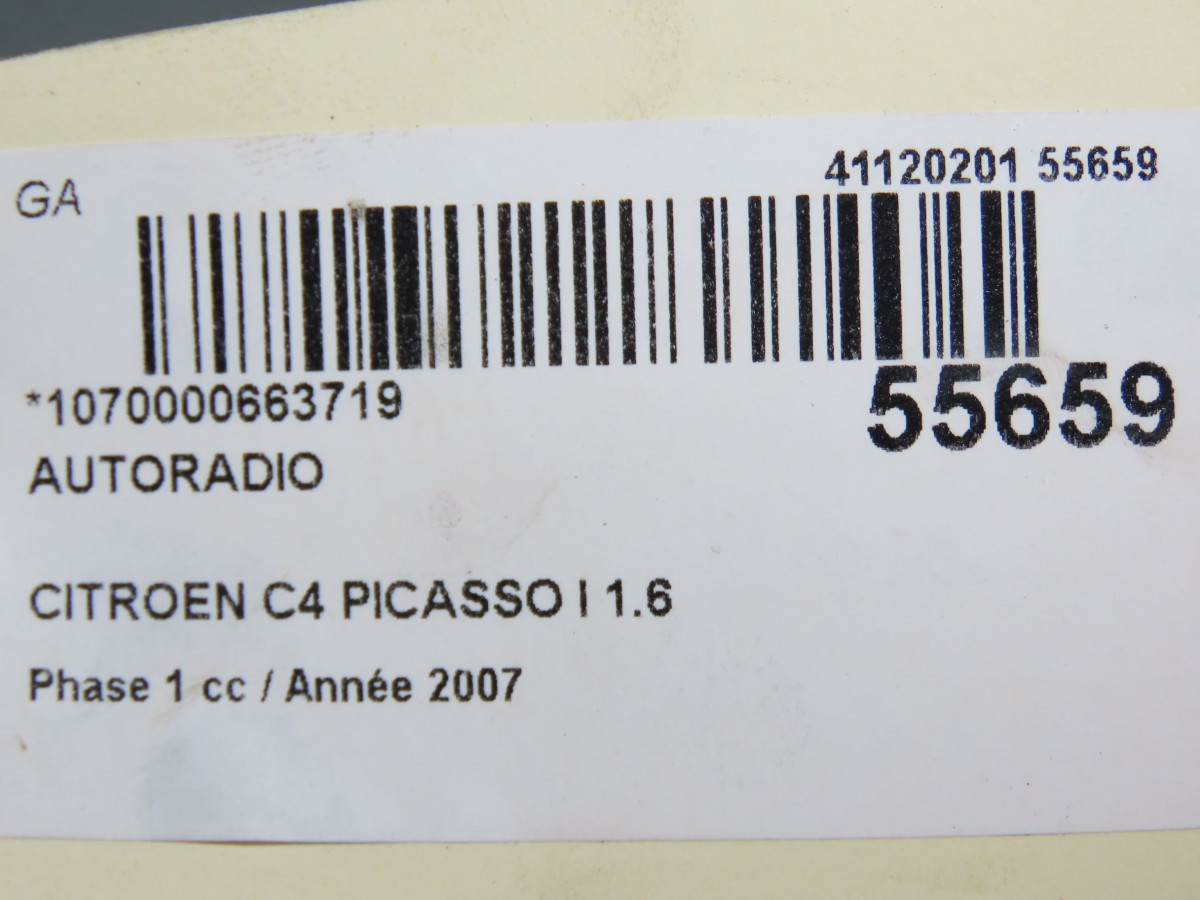 GA
41120201 55659
*1070000663719
55659
AUTORADIO
CITROEN C4 PICASSO I 1.6
Phase 1 cc / Année 2007